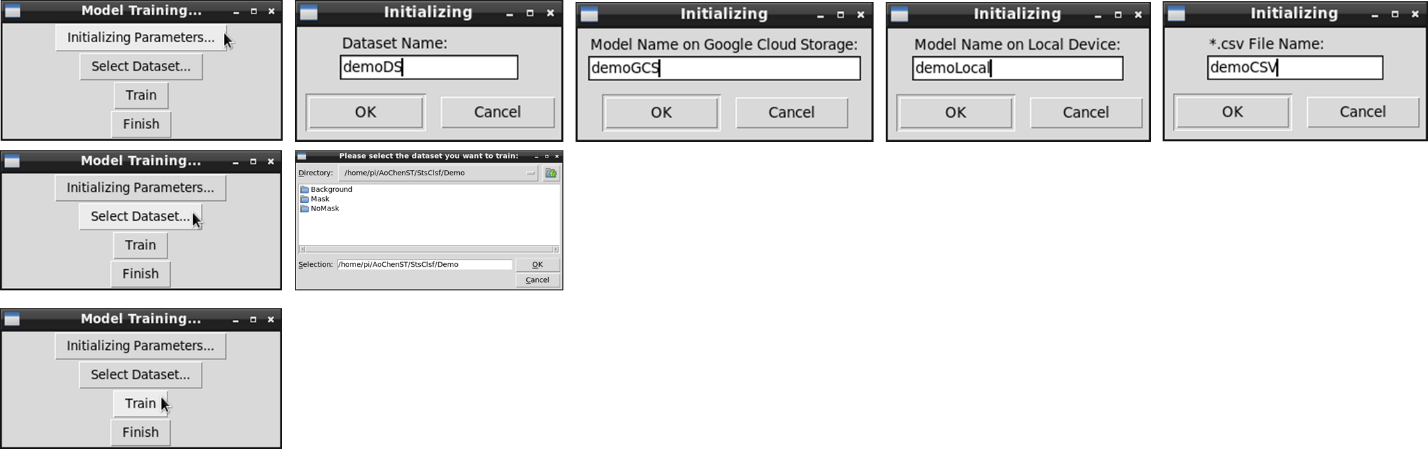 Model Training...
Initializing Parameters...
Select Dataset...
Train
Finish
Initializing
Dataset Name:
demoDS
OK Cancel
Initializing
Model Name on Google Cloud Storage:
demoGCS
OK Cancel
Initializing
Model Name on Local Device:
demoLocal
OK Cancel
Initializing
*.csv File Name:
demoCSV
OK Cancel
Model Training...
Initializing Parameters...
Select Dataset...
Train
Finish
Please select the dataset you want to train:
Directory: /home/pi/AoChenST/StsClsf/Demo
Background
Mask
NoMask
Selection: /home/pi/AoChenST/StsClsf/Demo OK
Cancel
Model Training...
Initializing Parameters...
Select Dataset...
Train
Finish